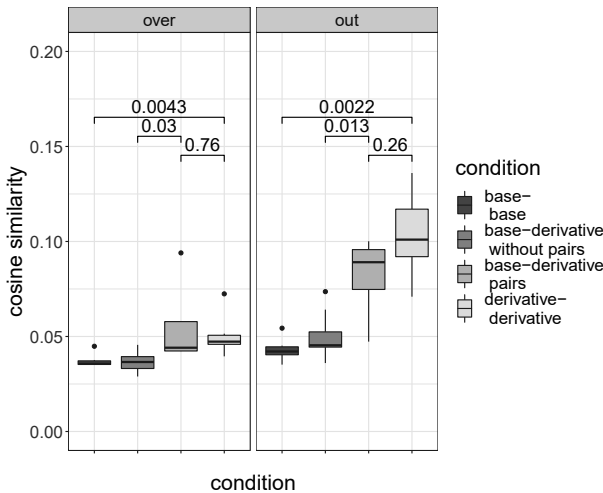 over
out
0.20
0.15
0.10
0.05
0.00
cosine similarity
0.0043
0.03
0.76
0.0022
0.013
0.26
condition
condition
base−
base
base−derivative
without pairs
base−derivative
pairs
derivative−
derivative